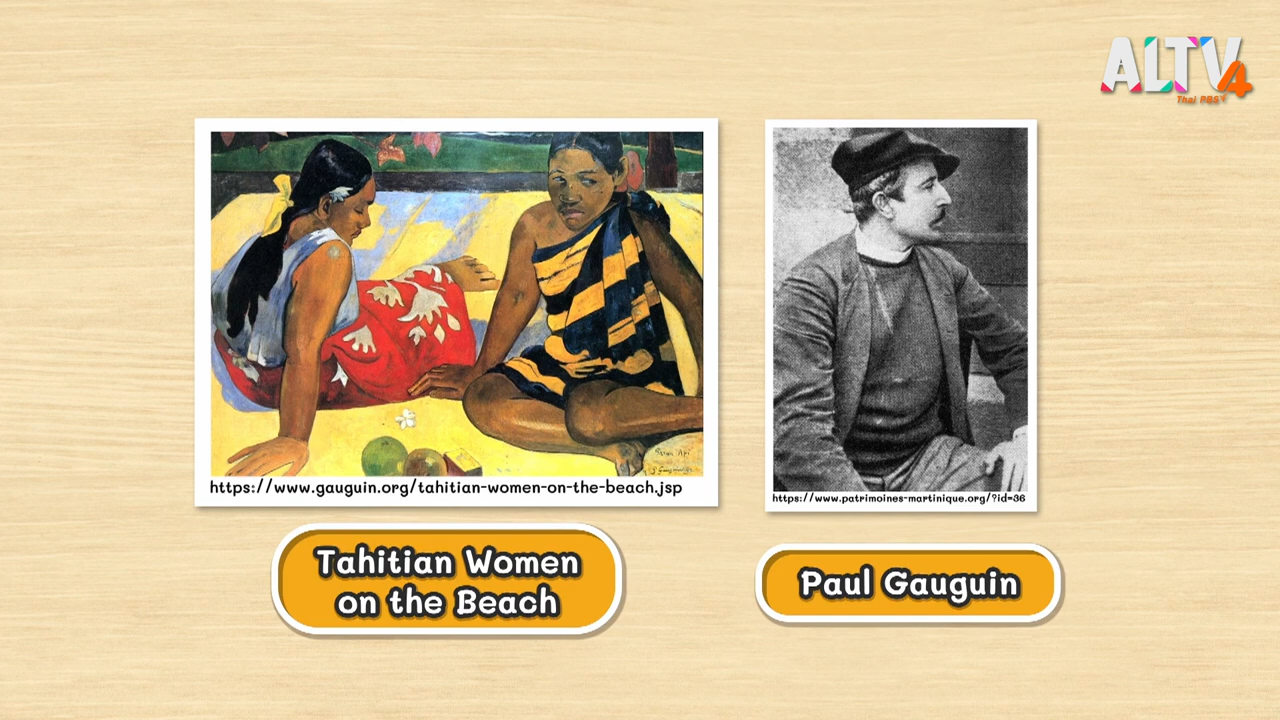 ALTV4
Thai PBS
https://www.gauguin.org/tahitian-women-on-the-beach.jsp
https://www.patrimoines-martinique.org/?id=36
Tahitian Women
on the Beach
Paul Gauguin